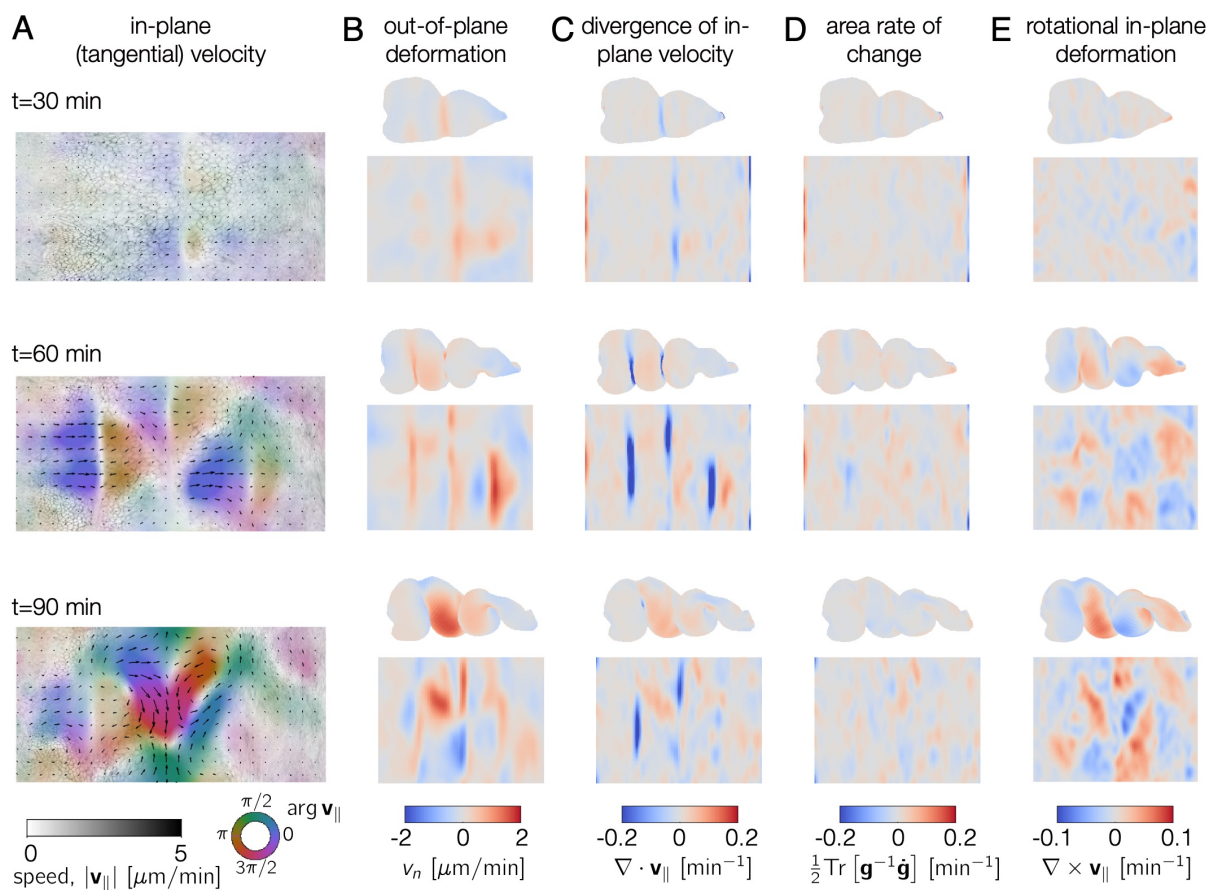 A in-plane (tangential) velocity
B out-of-plane deformation
C divergence of in-plane velocity
D area rate of change
E rotational in-plane deformation
t=30 min
t=60 min
t=90 min
0 5
speed, |v∥| [μm/min]
π/2 arg v∥
π 0
3π/2
-2 0 2
vₙ [μm/min]
-0.2 0 0.2
∇ · v∥ [min⁻¹]
-0.2 0 0.2
½Tr [g⁻¹ġ] [min⁻¹]
-0.1 0 0.1
∇ × v∥ [min⁻¹]